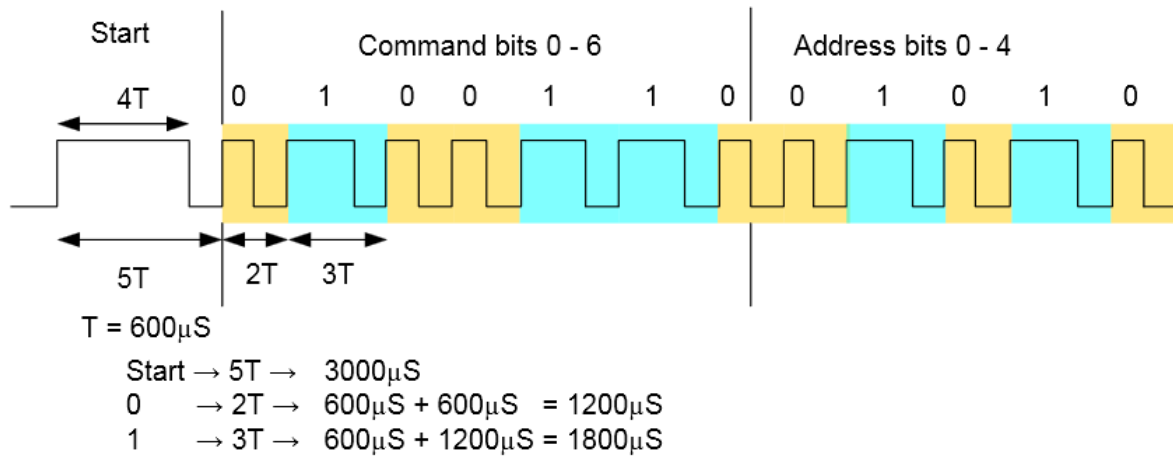 Start
Command bits 0 - 6
Address bits 0 - 4
4T
0 1 0 0 1 1 0 0 1 0 1 0
5T
2T
3T
T = 600μS
Start → 5T → 3000μS
0 → 2T → 600μS + 600μS = 1200μS
1 → 3T → 600μS + 1200μS = 1800μS